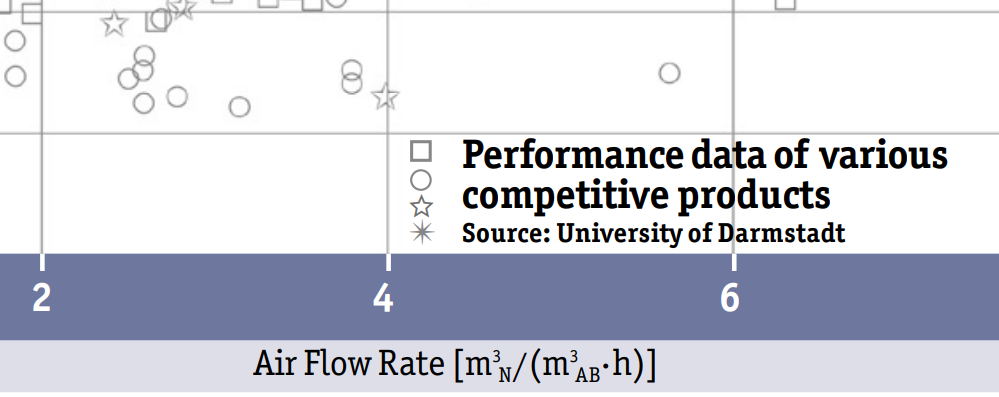 Performance data of various
competitive products
Source: University of Darmstadt
2 4 6
Air Flow Rate [m³N/(m³AB·h)]